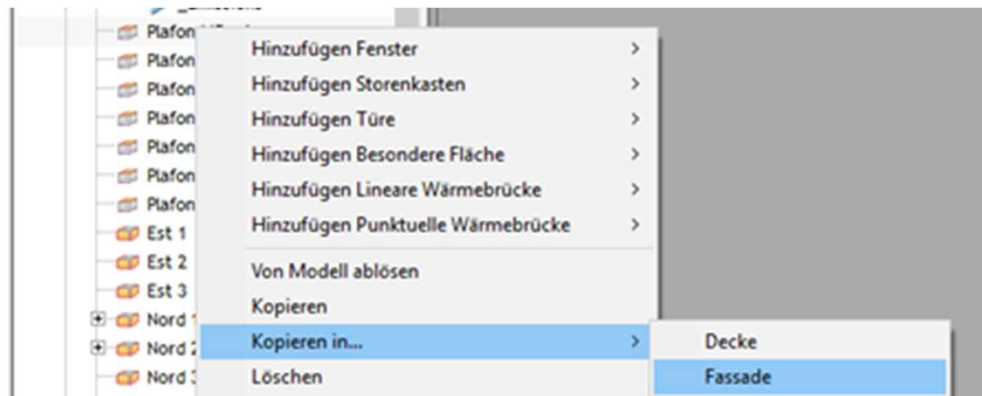 Plafon
Plafon
Plafon
Plafon
Plafon
Plafon
Plafon
Est 1
Est 2
Est 3
Nord 1
Nord 2
Nord 3
Hinzufügen Fenster
Hinzufügen Storenkasten
Hinzufügen Türe
Hinzufügen Besondere Fläche
Hinzufügen Lineare Wärmebrücke
Hinzufügen Punktuelle Wärmebrücke
Von Modell ablösen
Kopieren
Kopieren in...
Löschen
Decke
Fassade